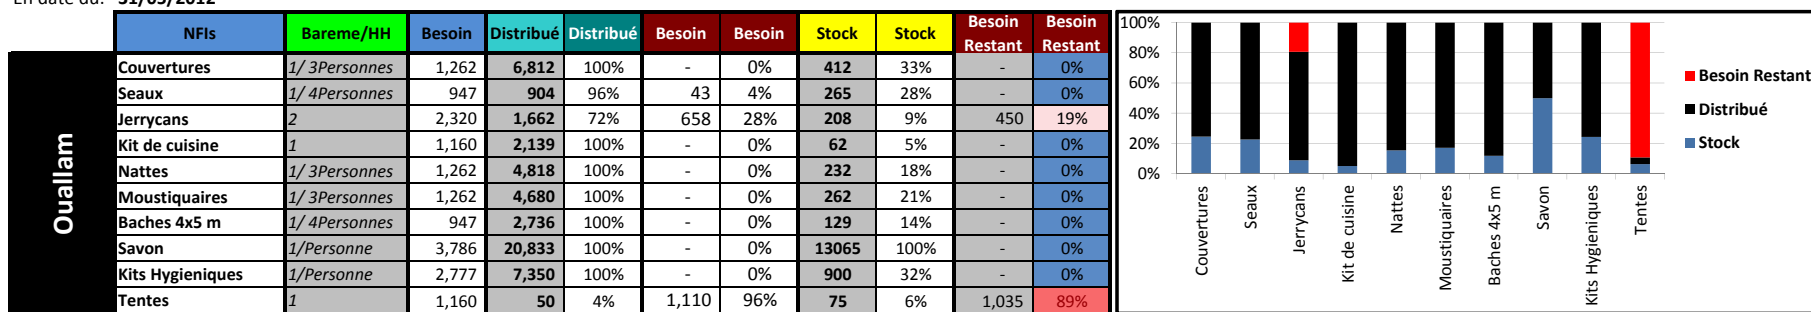 En date du: 31/05/2012
NFIs Bareme/HH Besoin Distribué Distribué Besoin Besoin Stock Stock Besoin Restant Besoin Restant
Ouallam
Couvertures 1/ 3Personnes 1,262 6,812 100% - 0% 412 33% - 0%
Seaux 1/ 4Personnes 947 904 96% 43 4% 265 28% - 0%
Jerrycans 2 2,320 1,662 72% 658 28% 208 9% 450 19%
Kit de cuisine 1 1,160 2,139 100% - 0% 62 5% - 0%
Nattes 1/ 3Personnes 1,262 4,818 100% - 0% 232 18% - 0%
Moustiquaires 1/ 3Personnes 1,262 4,680 100% - 0% 262 21% - 0%
Baches 4x5 m 1/ 4Personnes 947 2,736 100% - 0% 129 14% - 0%
Savon 1/Personne 3,786 20,833 100% - 0% 13065 100% - 0%
Kits Hygieniques 1/Personne 2,777 7,350 100% - 0% 900 32% - 0%
Tentes 1 1,160 50 4% 1,110 96% 75 6% 1,035 89%
100%
80%
60%
40%
20%
0%
Couvertures
Seaux
Jerrycans
Kit de cuisine
Nattes
Moustiquaires
Baches 4x5 m
Savon
Kits Hygieniques
Tentes
Besoin Restant
Distribué
Stock